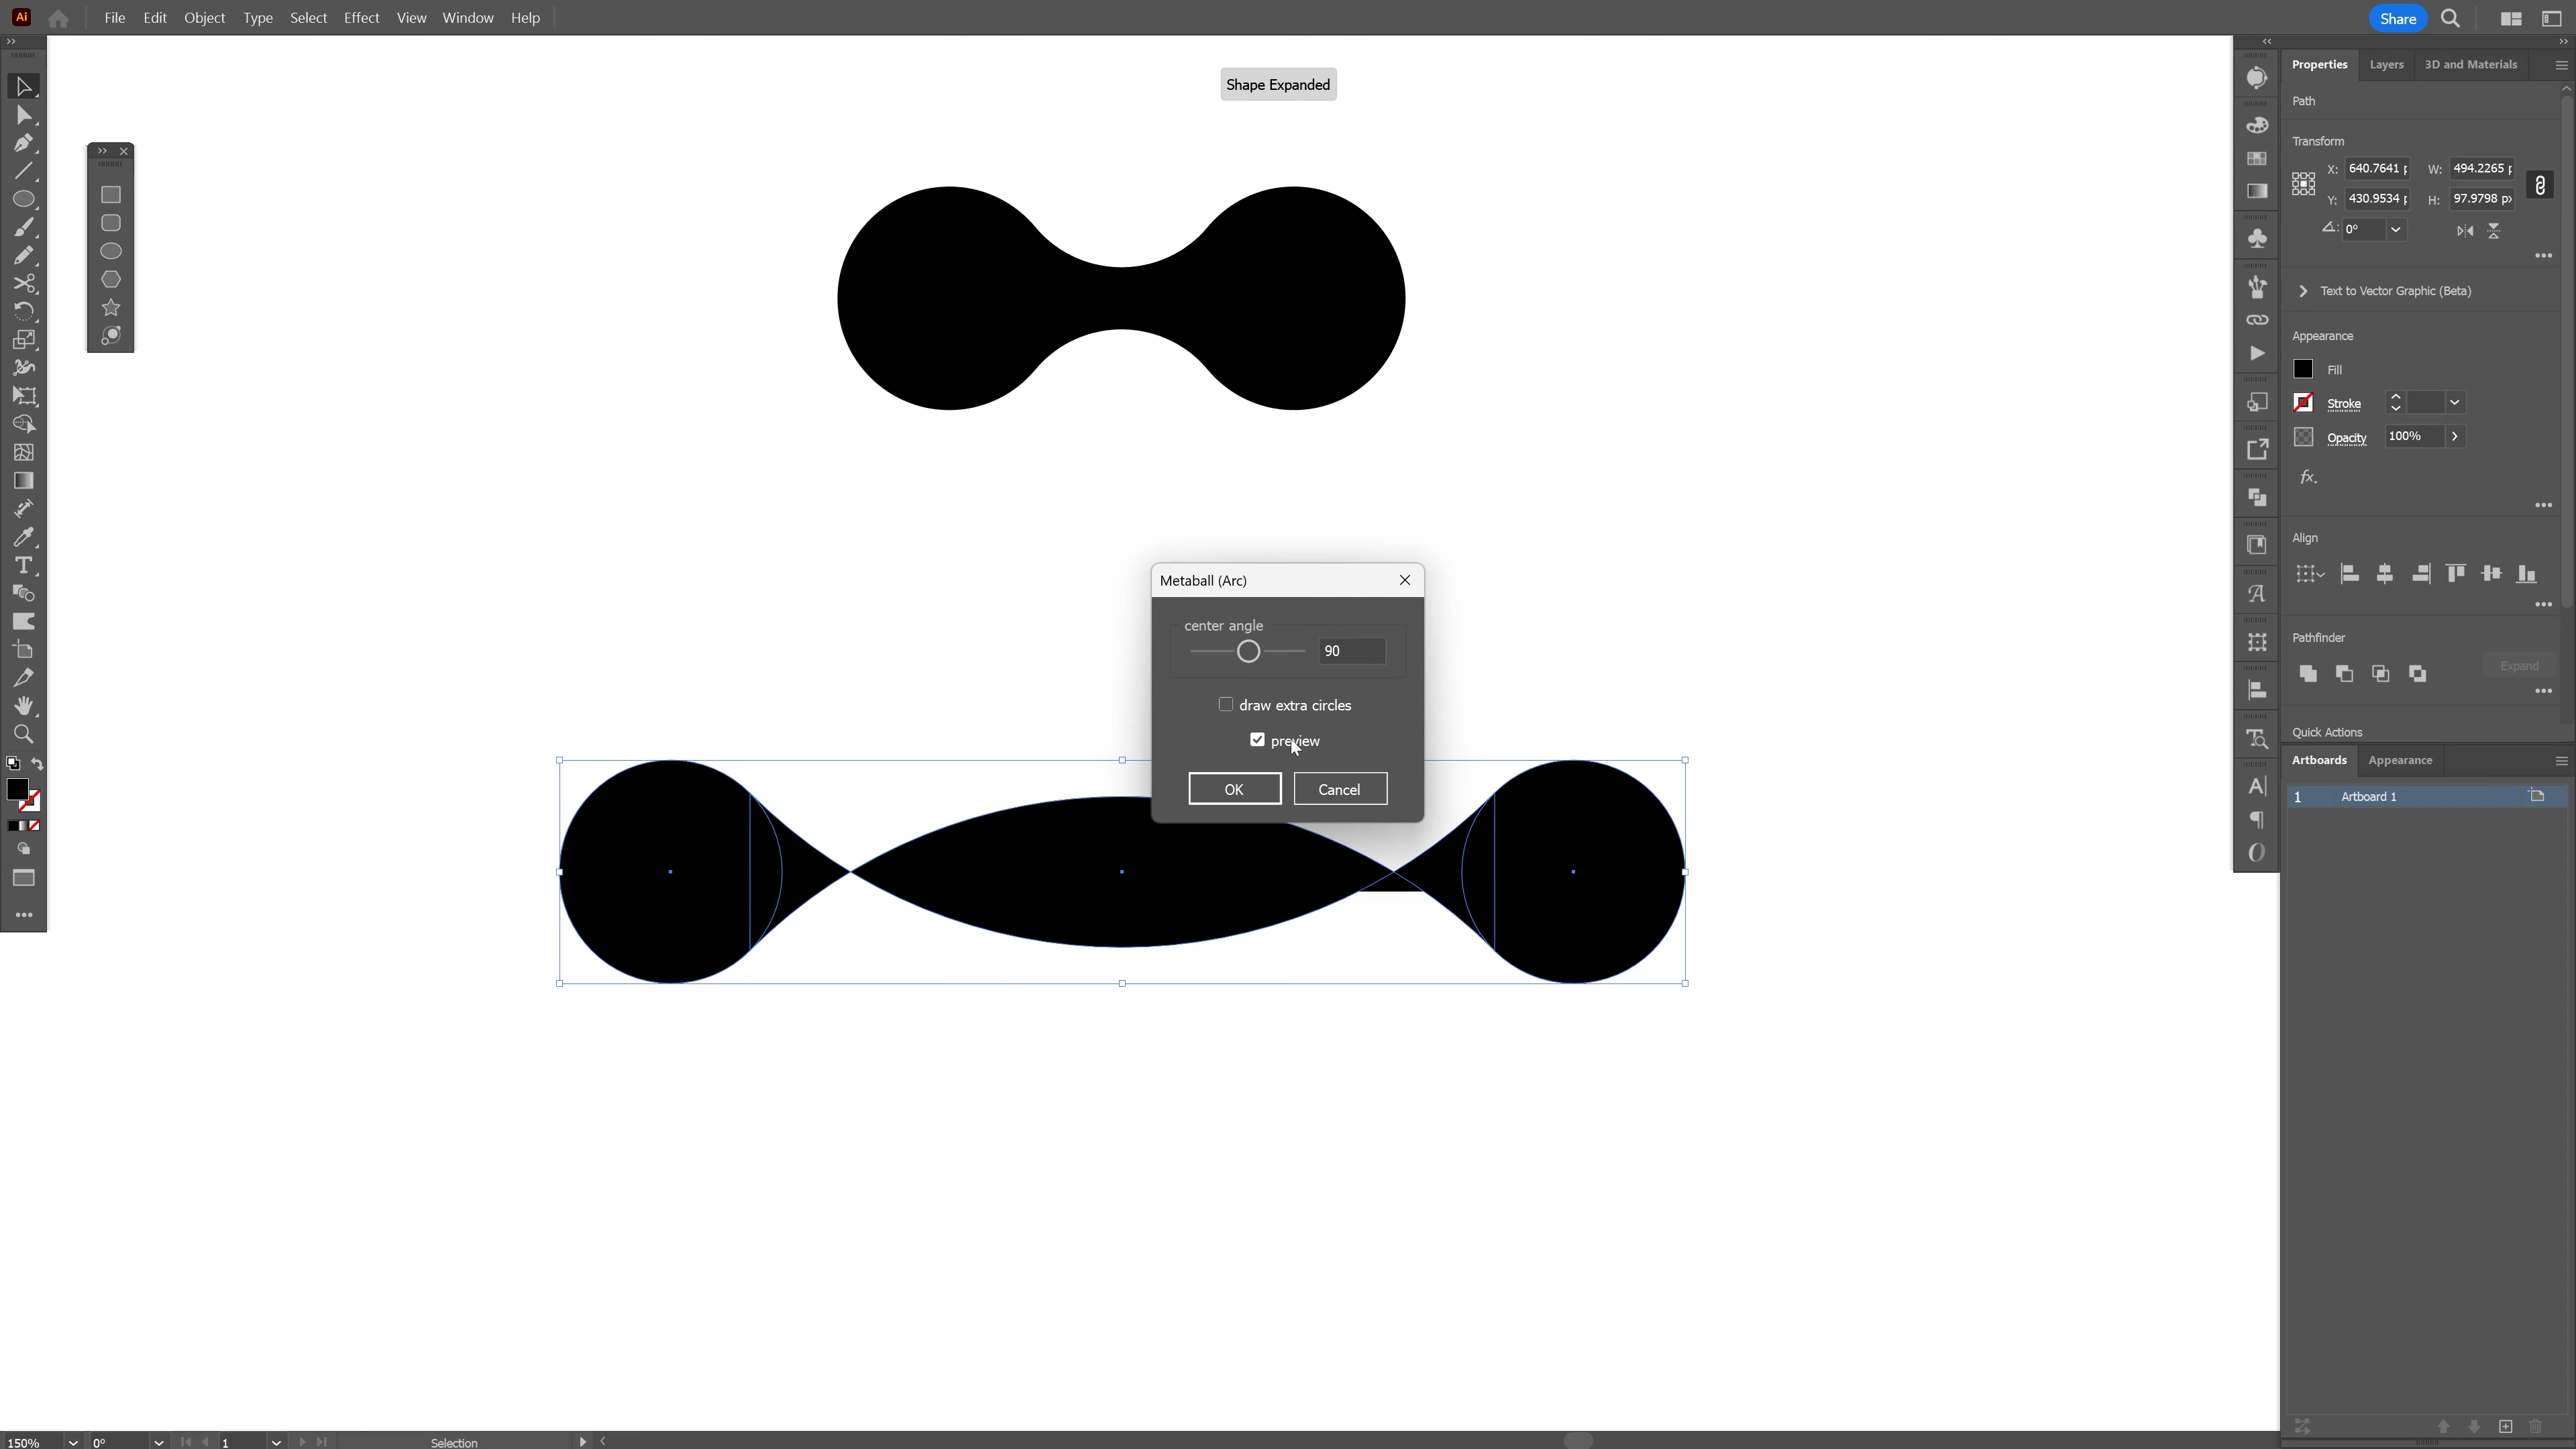 Ai File Edit Object Type Select Effect View Window Help Share
Properties Layers 3D and Materials
Shape Expanded
Path
Transform
X: 640.7641 W: 494.2265
Y: 430.9534 H: 97.9798 px
0°
Text to Vector Graphic (Beta)
Appearance
Fill
Stroke
Opacity 100%
fx.
Align
Metaball (Arc)
center angle
90
draw extra circles
preview
OK Cancel
Pathfinder
Expand
Quick Actions
Artboards Appearance
1 Artboard 1
150% 0° 1 Selection